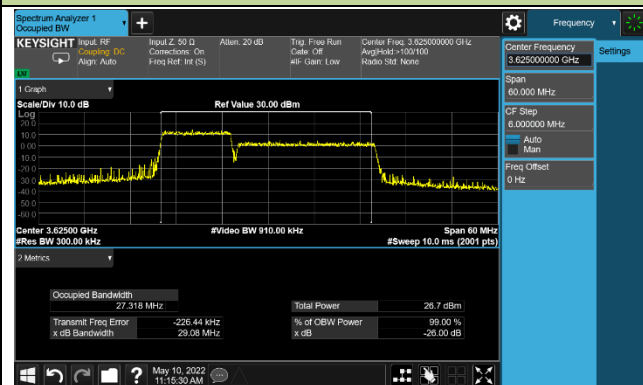 Spectrum Analyzer 1
Occupied BW
Frequency
KEYSIGHT
Input: RF
Coupling: DC
Align: Auto
Input Z: 50 Ω
Corrections: On
Freq Ref: Int (S)
Atten: 20 dB
Trig: Free Run
Gate: Off
#IF Gain: Low
Center Freq: 3.625000000 GHz
Avg|Hold:>100/100
Radio Std: None
Center Frequency
3.625000000 GHz
Settings
Span
60.000 MHz
CF Step
6.000000 MHz
Auto
Man
Freq Offset
0 Hz
1 Graph
Scale/Div 10.0 dB
Ref Value 30.00 dBm
Log
20.0
10.0
0.00
-10.0
-20.0
-30.0
-40.0
-50.0
-60.0
Center 3.62500 GHz
#Video BW 910.00 kHz
Span 60 MHz
#Res BW 300.00 kHz
#Sweep 10.0 ms (2001 pts)
2 Metrics
Occupied Bandwidth
27.318 MHz
Total Power
26.7 dBm
Transmit Freq Error
-226.44 kHz
% of OBW Power
99.00 %
x dB Bandwidth
29.08 MHz
x dB
-26.00 dB
May 10, 2022
11:15:30 AM